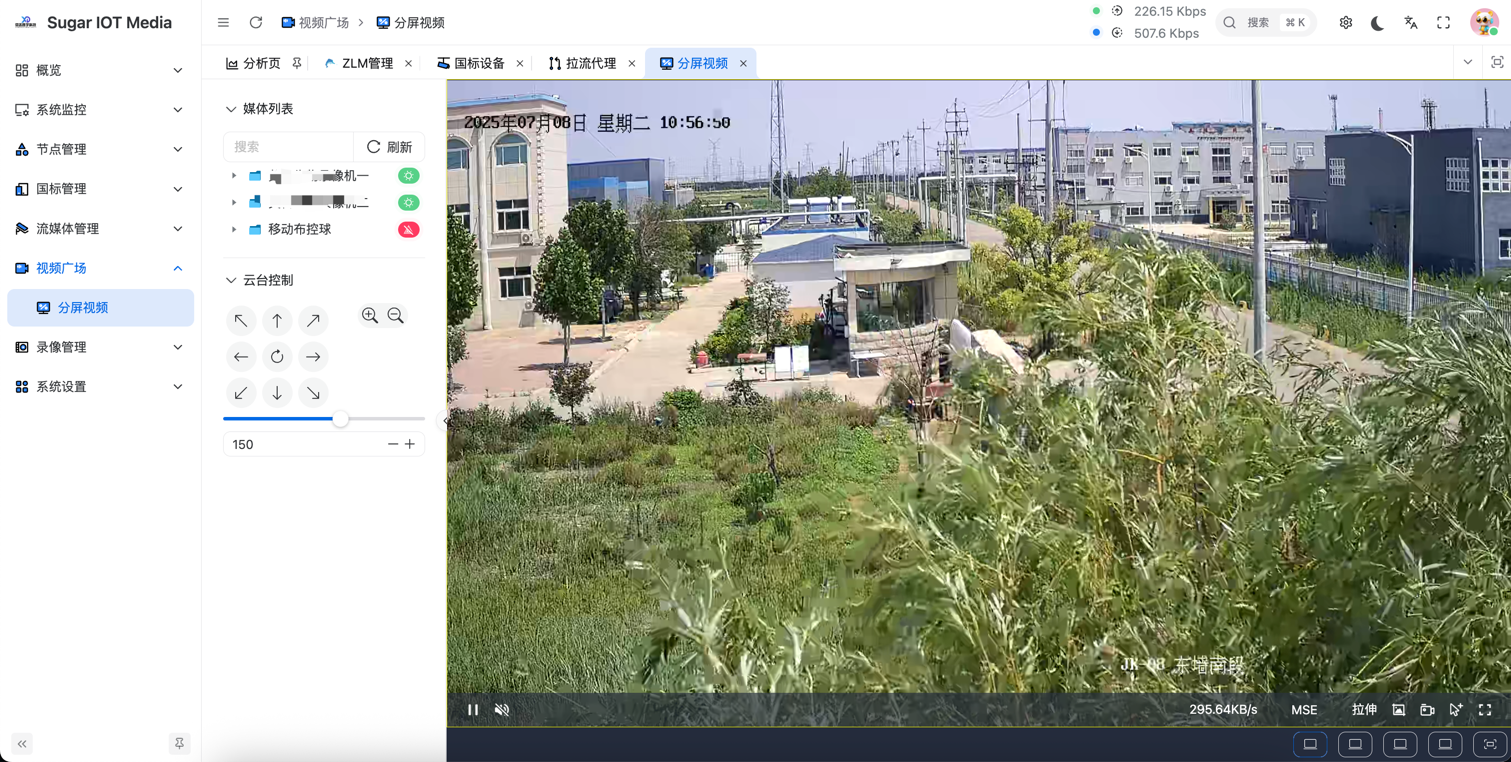 Sugar IOT Media
视频广场
分屏视频
226.15 Kbps
507.6 Kbps
搜索
⌘ K
分析页
ZLM管理
国标设备
拉流代理
分屏视频
概览
系统监控
节点管理
国标管理
流媒体管理
视频广场
分屏视频
录像管理
系统设置
媒体列表
搜索
刷新
移动布控球
云台控制
150
2025年07月08日 星期二 10:56:50
JK-08 东墙南段
295.64KB/s
MSE
拉伸